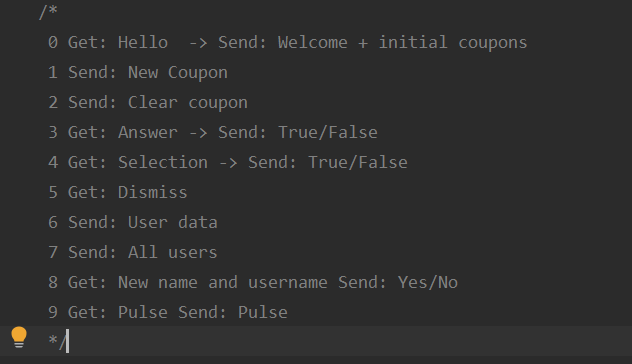 /*
0 Get: Hello  -> Send: Welcome + initial coupons
1 Send: New Coupon
2 Send: Clear coupon
3 Get: Answer -> Send: True/False
4 Get: Selection -> Send: True/False
5 Get: Dismiss
6 Send: User data
7 Send: All users
8 Get: New name and username Send: Yes/No
9 Get: Pulse Send: Pulse
*/